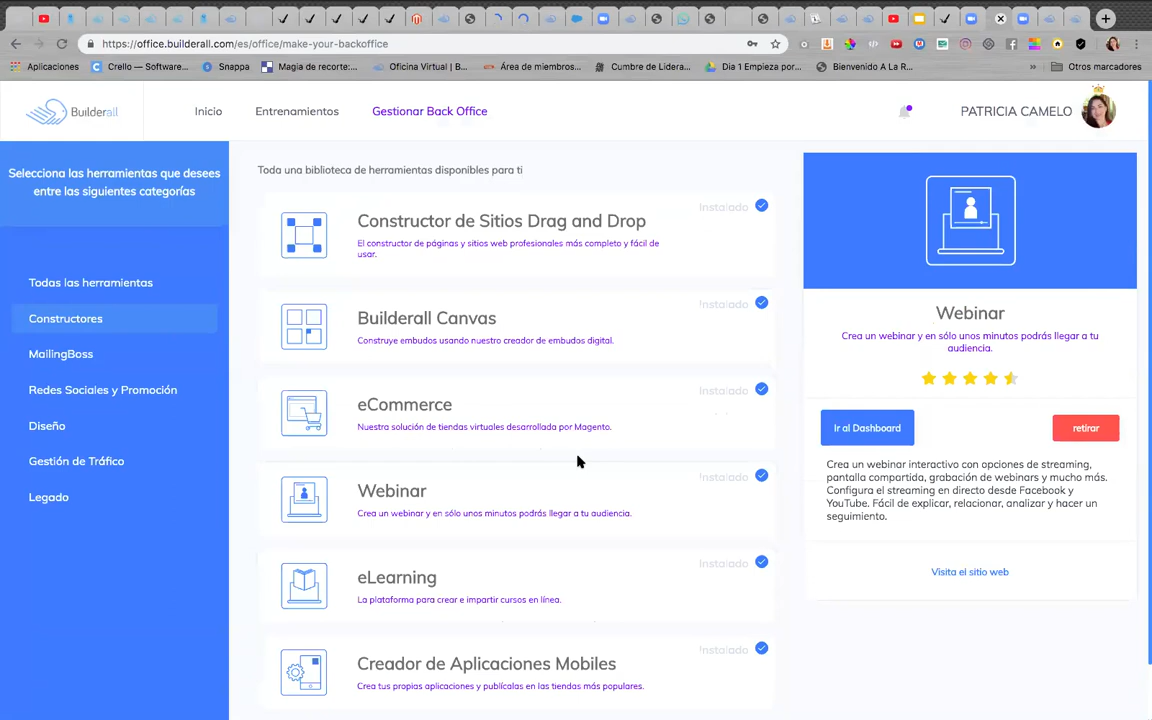 https://office.builderall.com/es/office/make-your-backoffice
Aplicaciones
Crello — Software...
Snappa
Magia de recorte:...
Oficina Virtual | B...
Área de miembros...
Cumbre de Lidera...
Dia 1 Empieza por...
Bienvenido A La R...
»
Otros marcadores
Builderall
Inicio
Entrenamientos
Gestionar Back Office
PATRICIA CAMELO
Selecciona las herramientas que desees
entre las siguientes categorías
Todas las herramientas
Constructores
MailingBoss
Redes Sociales y Promoción
Diseño
Gestión de Tráfico
Legado
Toda una biblioteca de herramientas disponibles para ti
Constructor de Sitios Drag and Drop
Instalado
El constructor de páginas y sitios web profesionales más completo y fácil de
usar.
Builderall Canvas
Instalado
Construye embudos usando nuestro creador de embudos digital.
eCommerce
Instalado
Nuestra solución de tiendas virtuales desarrollada por Magento.
Webinar
Instalado
Crea un webinar y en sólo unos minutos podrás llegar a tu audiencia.
eLearning
Instalado
La plataforma para crear e impartir cursos en línea.
Creador de Aplicaciones Mobiles
Instalado
Crea tus propias aplicaciones y publícalas en las tiendas más populares.
Webinar
Crea un webinar y en sólo unos minutos podrás llegar a tu
audiencia.
Ir al Dashboard
retirar
Crea un webinar interactivo con opciones de streaming,
pantalla compartida, grabación de webinars y mucho más.
Configura el streaming en directo desde Facebook y
YouTube. Fácil de explicar, relacionar, analizar y hacer un
seguimiento.
Visita el sitio web